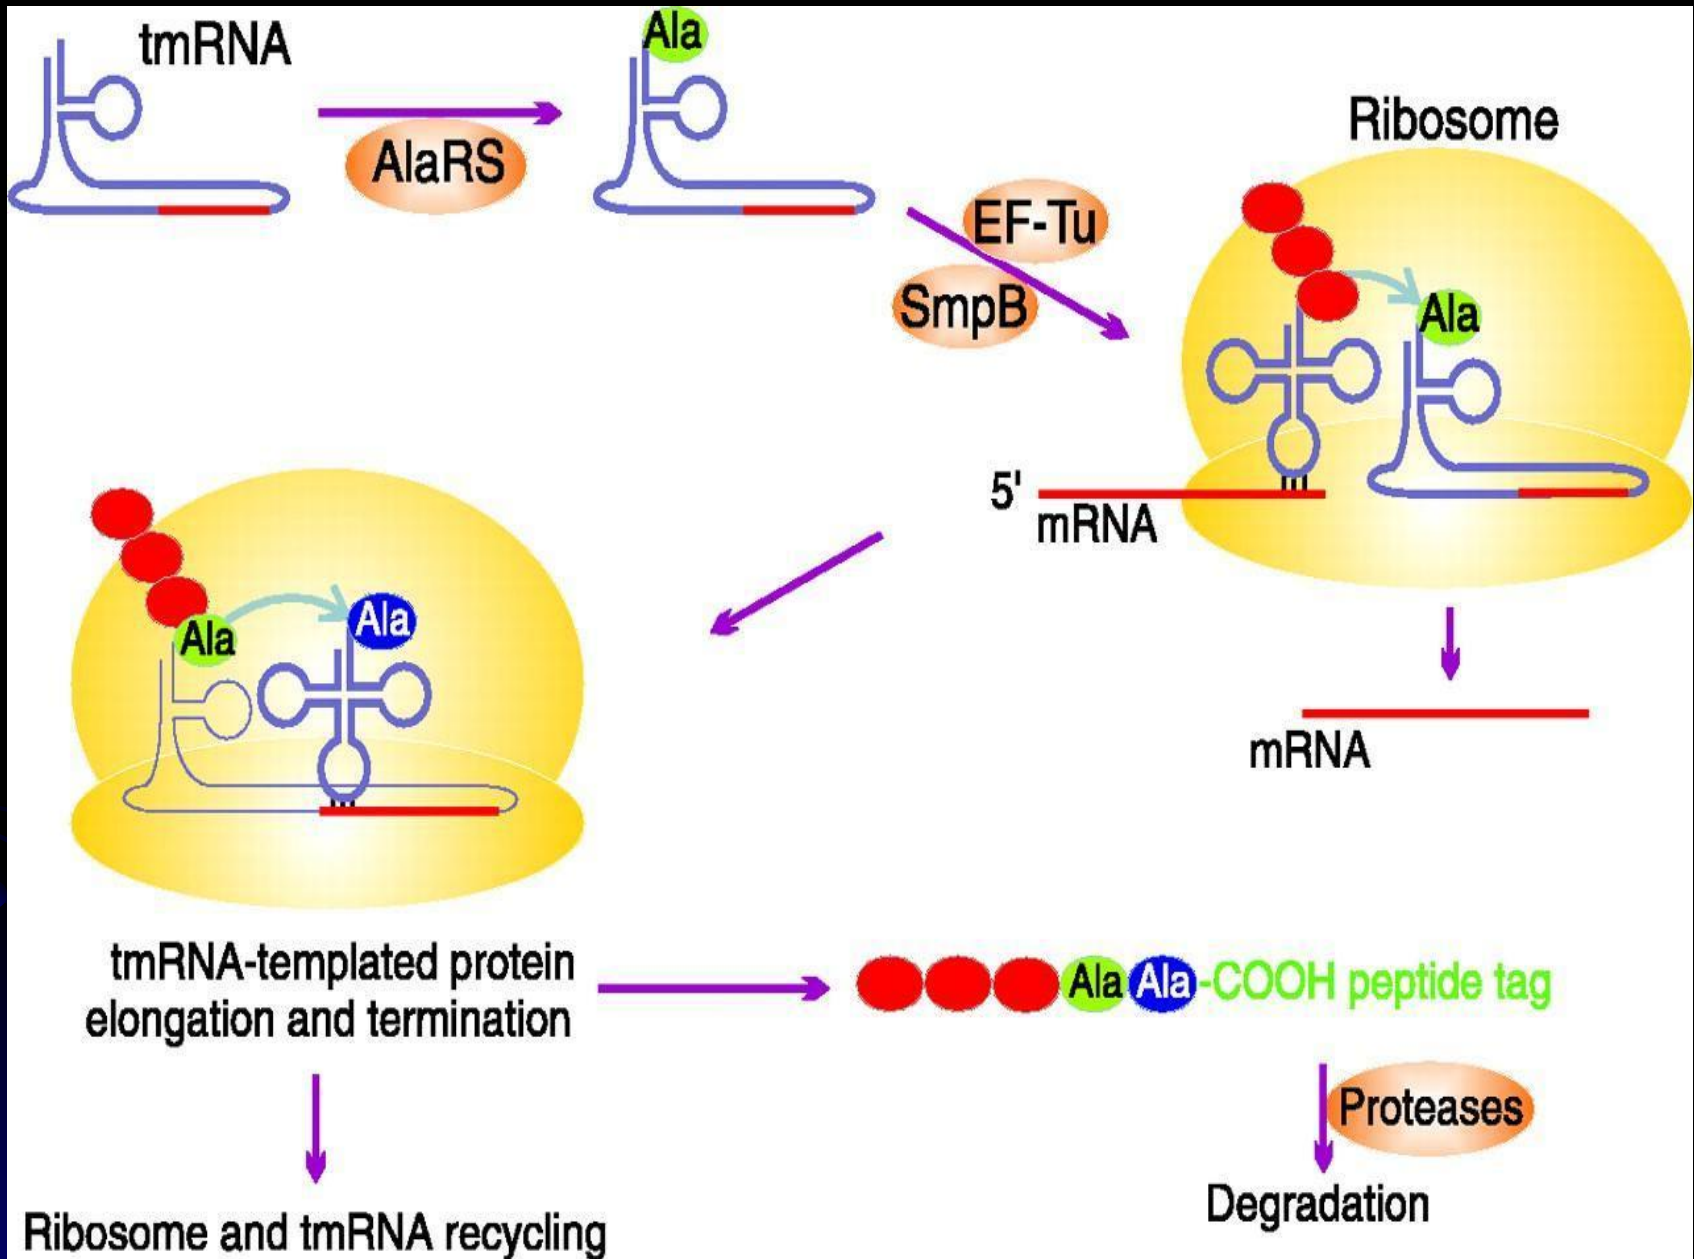 tmRNA
AlaRS
Ala
EF-Tu
SmpB
Ribosome
Ala
5'
mRNA
mRNA
Ala
Ala
tmRNA-templated protein
elongation and termination
Ala Ala -COOH peptide tag
Proteases
Degradation
Ribosome and tmRNA recycling